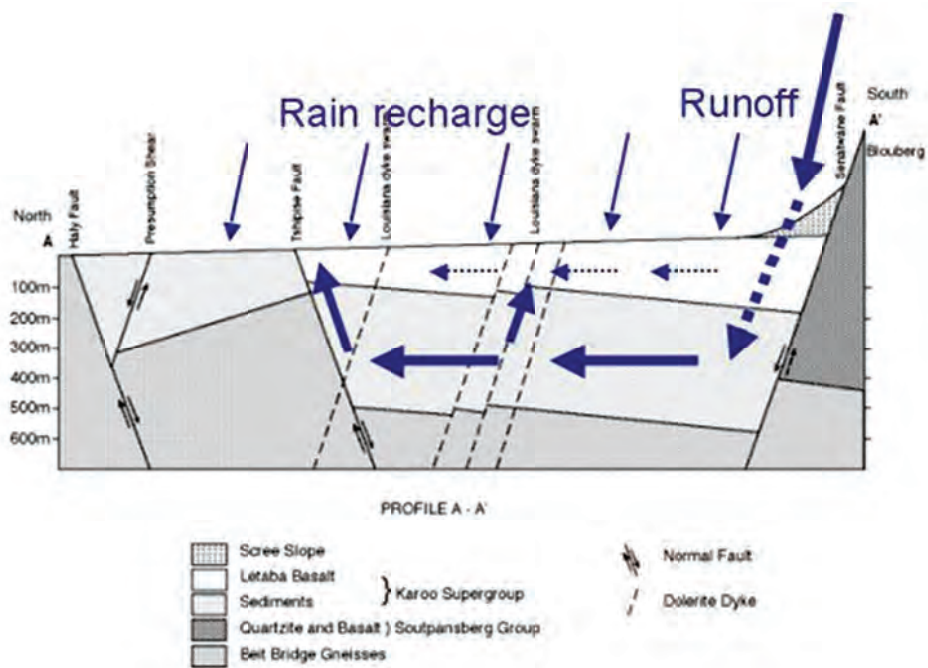 Rain recharge
Runoff
North
A
Haly Fault
Presumption Shear
Tshipise Fault
Louisiana dyke swarm
Louisiana dyke swarm
Senatwane Fault
South
A'
Blouberg
100m
200m
300m
400m
500m
600m
PROFILE A - A'
Scree Slope
Letaba Basalt
Sediments
} Karoo Supergroup
Quartzite and Basalt ) Soutpansberg Group
Beit Bridge Gneisses
Normal Fault
Dolerite Dyke